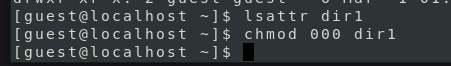 [guest@localhost ~]$ lsattr dir1
[guest@localhost ~]$ chmod 000 dir1
[guest@localhost ~]$